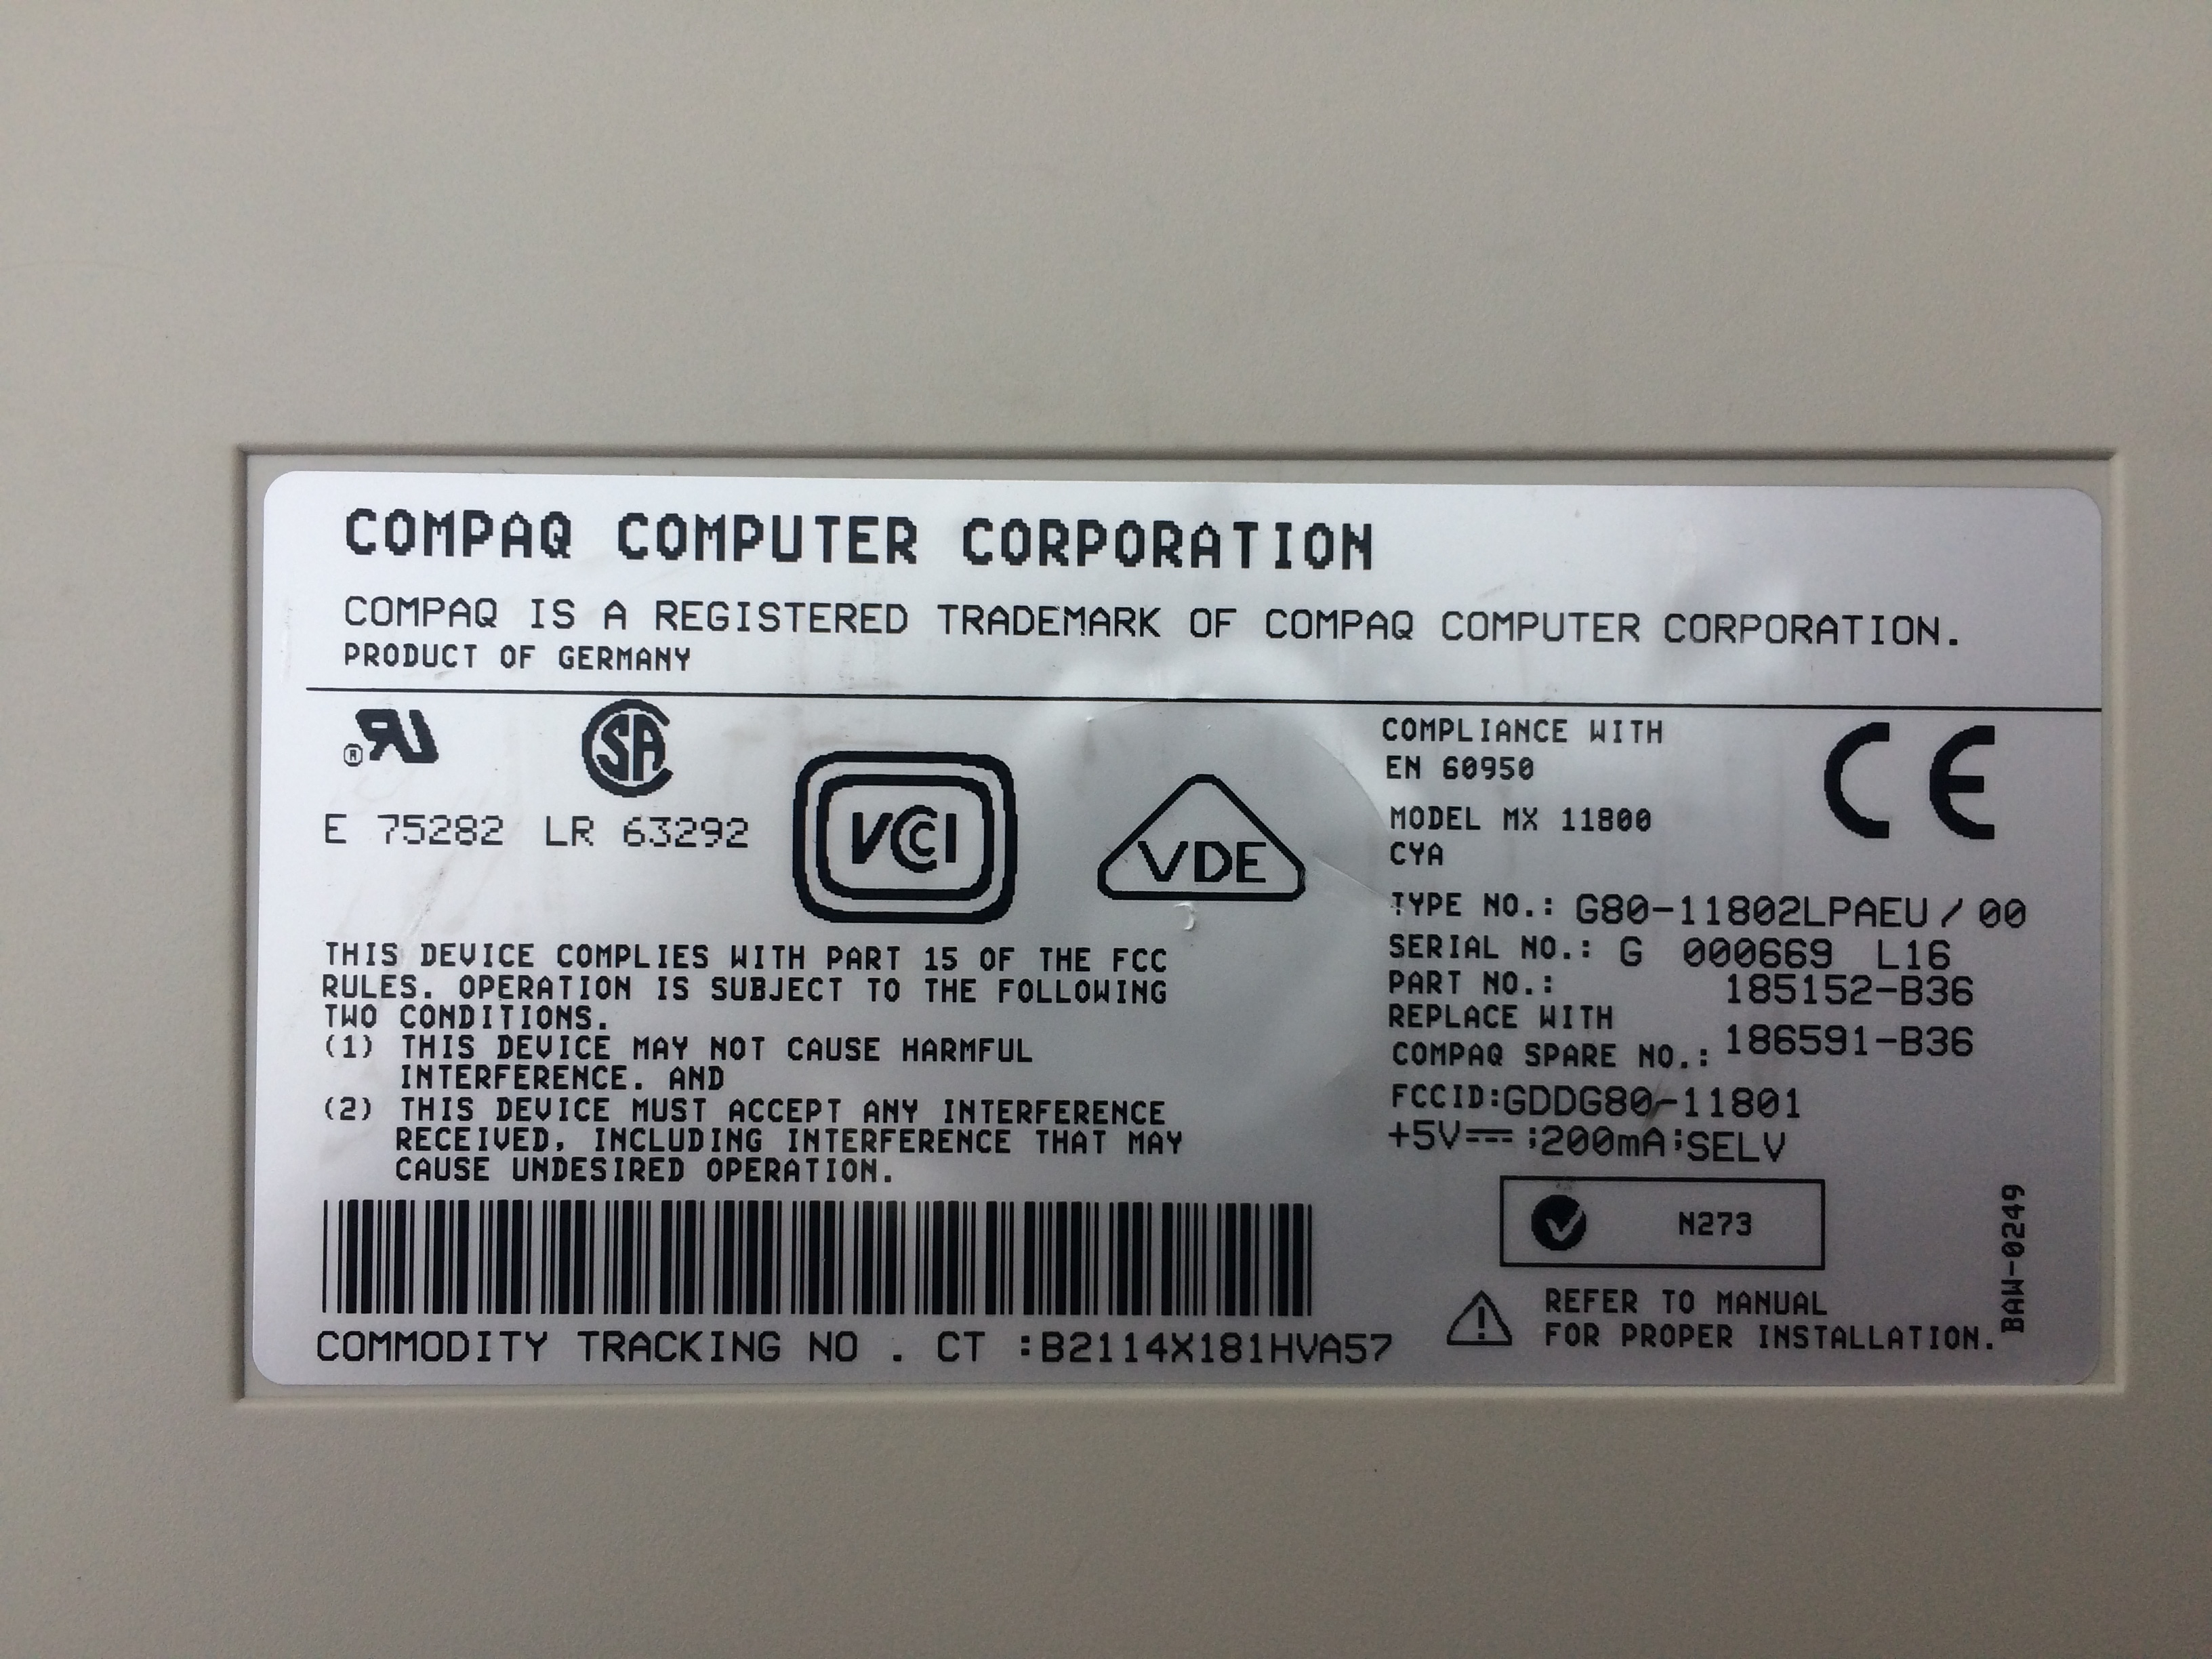 COMPAQ COMPUTER CORPORATION
COMPAQ IS A REGISTERED TRADEMARK OF COMPAQ COMPUTER CORPORATION.
PRODUCT OF GERMANY
® RU
SA
E 75282 LR 63292
VCCI
VDE
THIS DEVICE COMPLIES WITH PART 15 OF THE FCC
RULES. OPERATION IS SUBJECT TO THE FOLLOWING
TWO CONDITIONS.
(1) THIS DEVICE MAY NOT CAUSE HARMFUL
INTERFERENCE. AND
(2) THIS DEVICE MUST ACCEPT ANY INTERFERENCE
RECEIVED, INCLUDING INTERFERENCE THAT MAY
CAUSE UNDESIRED OPERATION.
COMMODITY TRACKING NO . CT :B2114X181HVA57
COMPLIANCE WITH
EN 60950
CE
MODEL MX 11800
CYA
TYPE NO.: G80-11802LPAEU / 00
SERIAL NO.: G 000669 L16
PART NO.: 185152-B36
REPLACE WITH
COMPAQ SPARE NO.: 186591-B36
FCCID:GDDG80-11801
+5V⎓ ;200mA;SELV
N273
REFER TO MANUAL
FOR PROPER INSTALLATION.
BAW-0249